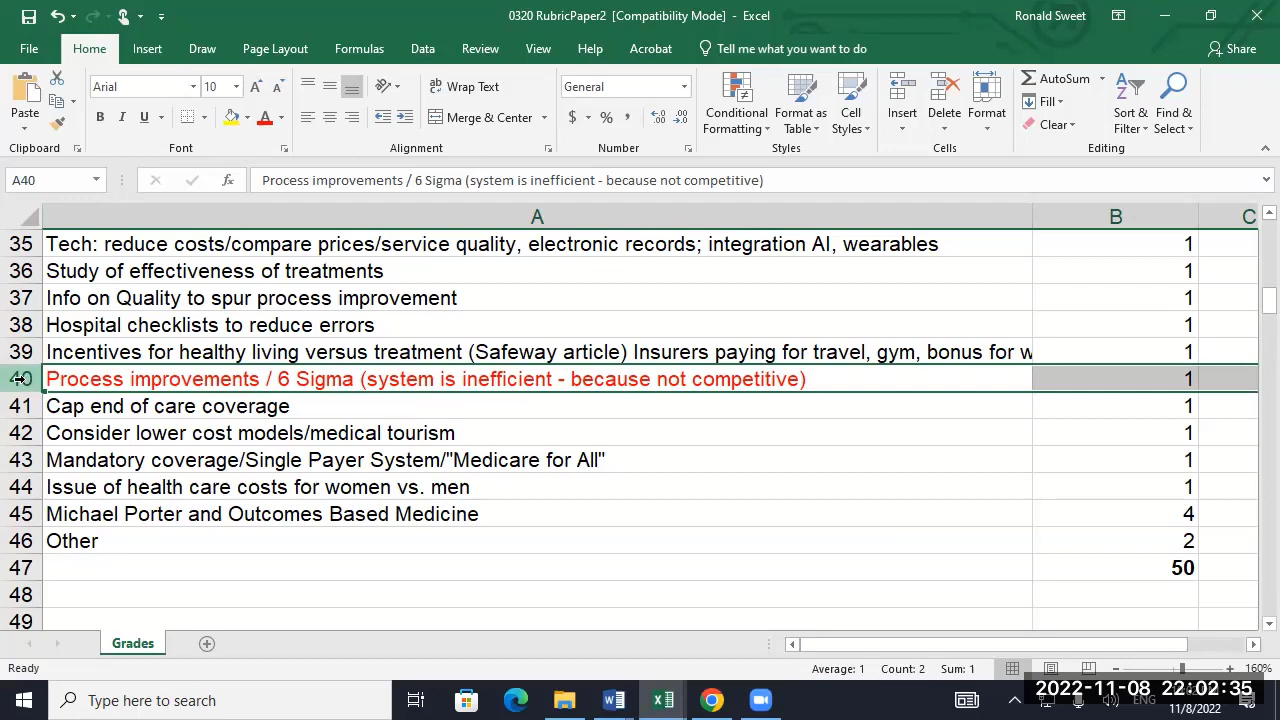 0320 RubricPaper2 [Compatibility Mode] - Excel
Ronald Sweet
File Home Insert Draw Page Layout Formulas Data Review View Help Acrobat Tell me what you want to do Share
Paste
Clipboard
Arial 10
B I U
Font
Wrap Text
Merge & Center
Alignment
General
$ % ,
Number
Conditional Formatting
Format as Table
Cell Styles
Styles
Insert Delete Format
Cells
AutoSum
Fill
Clear
Sort & Filter
Find & Select
Editing
A40 fx Process improvements / 6 Sigma (system is inefficient - because not competitive)
A B C
35 Tech: reduce costs/compare prices/service quality, electronic records; integration AI, wearables 1
36 Study of effectiveness of treatments 1
37 Info on Quality to spur process improvement 1
38 Hospital checklists to reduce errors 1
39 Incentives for healthy living versus treatment (Safeway article) Insurers paying for travel, gym, bonus for w 1
40 Process improvements / 6 Sigma (system is inefficient - because not competitive) 1
41 Cap end of care coverage 1
42 Consider lower cost models/medical tourism 1
43 Mandatory coverage/Single Payer System/"Medicare for All" 1
44 Issue of health care costs for women vs. men 1
45 Michael Porter and Outcomes Based Medicine 4
46 Other 2
47 50
48
49
Grades
Ready Average: 1 Count: 2 Sum: 1 160%
Type here to search
2022-11-08 22:02:35
ENG
11/8/2022